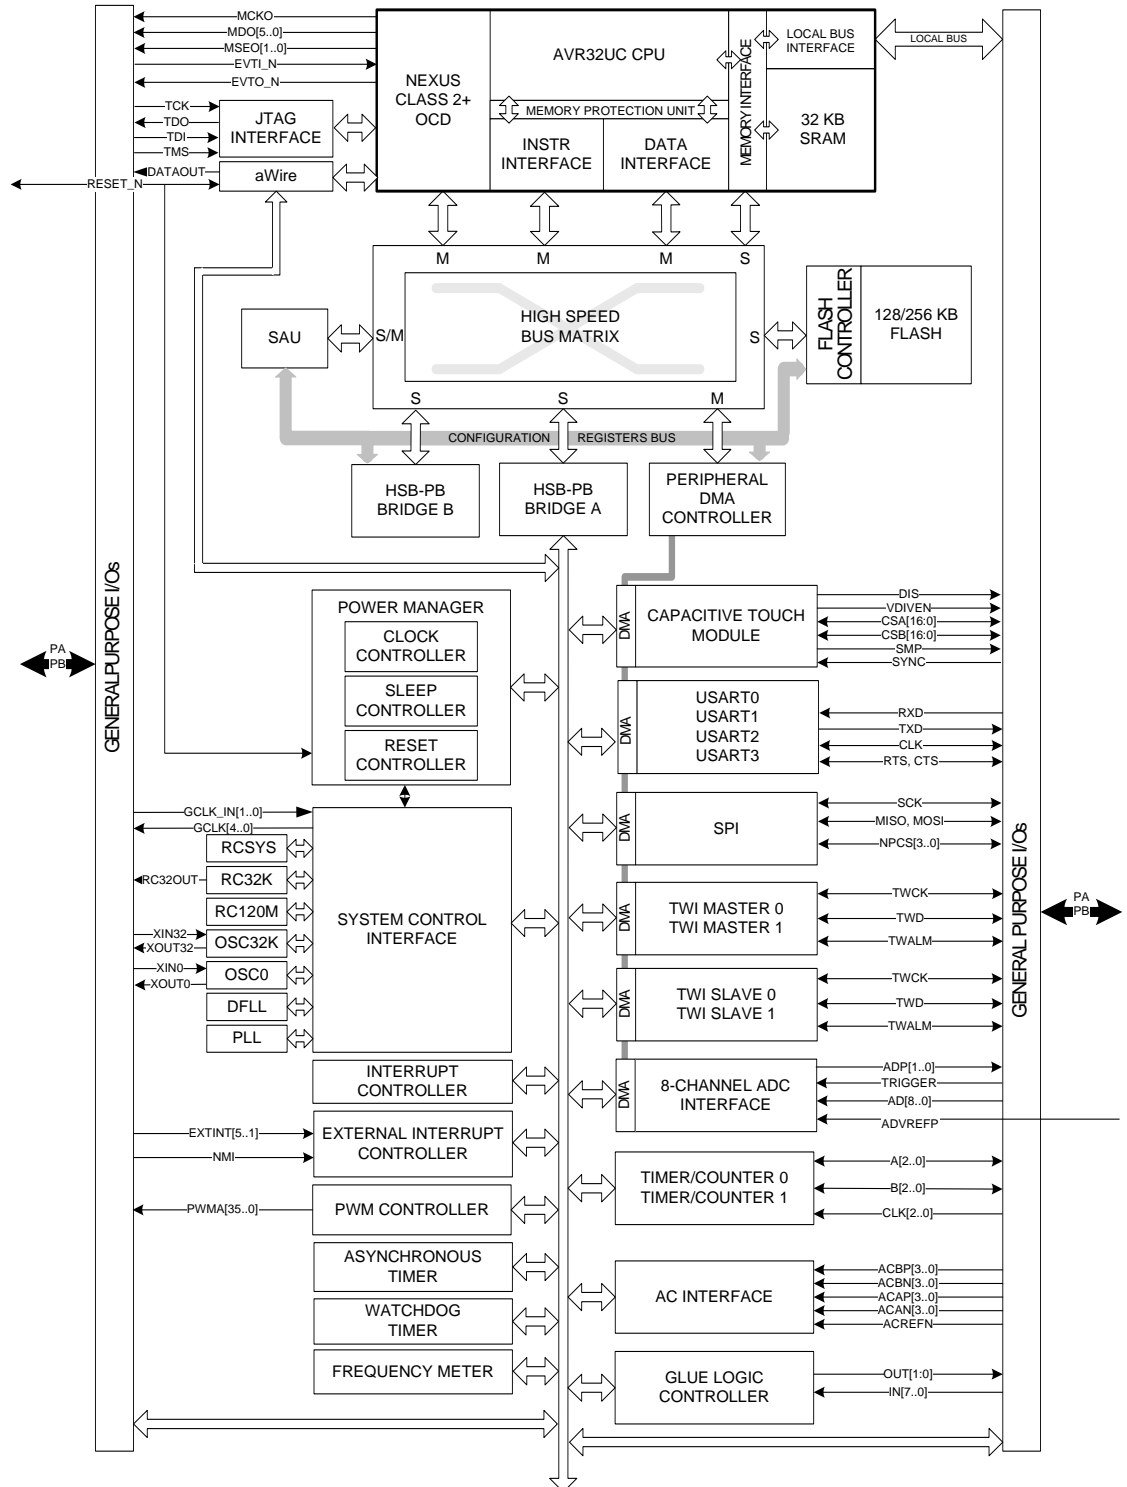 MCKO
MDO[5..0]
MSEO[1..0]
EVTI_N
EVTO_N
TCK
TDO
TDI
TMS
DATAOUT
RESET_N
JTAG
INTERFACE
aWire
NEXUS
CLASS 2+
OCD
AVR32UC CPU
MEMORY PROTECTION UNIT
INSTR
INTERFACE
DATA
INTERFACE
MEMORY INTERFACE
LOCAL BUS
INTERFACE
32 KB
SRAM
LOCAL BUS
M
M
M
S
S/M
S
S
S
M
HIGH SPEED
BUS MATRIX
SAU
FLASH
CONTROLLER
128/256 KB
FLASH
CONFIGURATION REGISTERS BUS
HSB-PB
BRIDGE B
HSB-PB
BRIDGE A
PERIPHERAL
DMA
CONTROLLER
GENERALPURPOSE I/Os
PA
PB
POWER MANAGER
CLOCK
CONTROLLER
SLEEP
CONTROLLER
RESET
CONTROLLER
GCLK_IN[1..0]
GCLK[4..0]
RCSYS
RC32OUT
RC32K
RC120M
XIN32
XOUT32
OSC32K
XIN0
XOUT0
OSC0
DFLL
PLL
SYSTEM CONTROL
INTERFACE
INTERRUPT
CONTROLLER
EXTINT[5..1]
NMI
EXTERNAL INTERRUPT
CONTROLLER
PWMA[35..0]
PWM CONTROLLER
ASYNCHRONOUS
TIMER
WATCHDOG
TIMER
FREQUENCY METER
DMA
CAPACITIVE TOUCH
MODULE
DIS
VDIVEN
CSA[16:0]
CSB[16:0]
SMP
SYNC
DMA
USART0
USART1
USART2
USART3
RXD
TXD
CLK
RTS, CTS
DMA
SPI
SCK
MISO, MOSI
NPCS[3..0]
DMA
TWI MASTER 0
TWI MASTER 1
TWCK
TWD
TWALM
DMA
TWI SLAVE 0
TWI SLAVE 1
TWCK
TWD
TWALM
DMA
8-CHANNEL ADC
INTERFACE
ADP[1..0]
TRIGGER
AD[8..0]
ADVREFP
TIMER/COUNTER 0
TIMER/COUNTER 1
A[2..0]
B[2..0]
CLK[2..0]
AC INTERFACE
ACBP[3..0]
ACBN[3..0]
ACAP[3..0]
ACAN[3..0]
ACREFN
GLUE LOGIC
CONTROLLER
OUT[1:0]
IN[7..0]
GENERAL PURPOSE I/Os
PA
PB